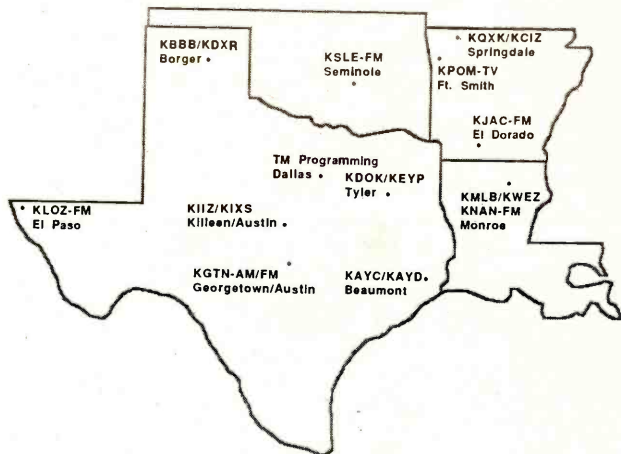 KBBB/KDXR
Borger
KSLE-FM
Seminole
KQXK/KCIZ
Springdale
KPOM-TV
Ft. Smith
KJAC-FM
El Dorado
TM Programming
Dallas
KDOK/KEYP
Tyler
KMLB/KWEZ
KNAN-FM
Monroe
KLOZ-FM
El Paso
KIIZ/KIXS
Killeen/Austin
KGTN-AM/FM
Georgetown/Austin
KAYC/KAYD
Beaumont